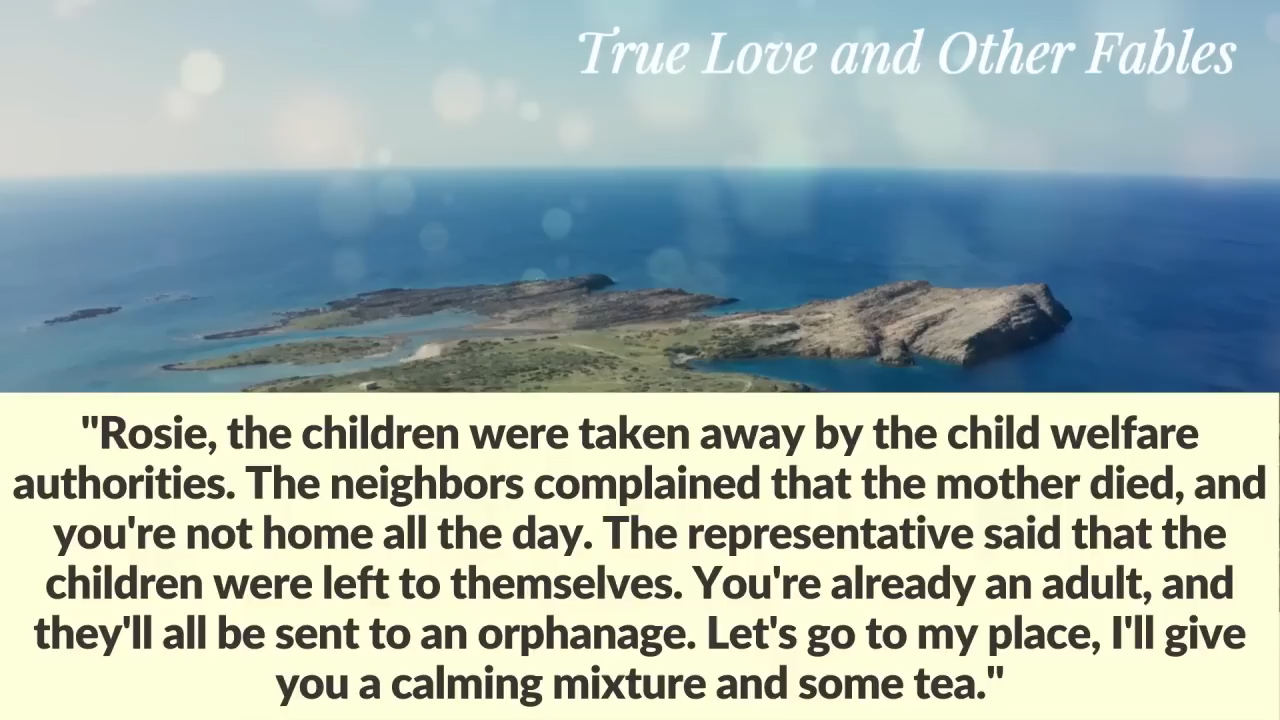 True Love and Other Fables
"Rosie, the children were taken away by the child welfare
authorities. The neighbors complained that the mother died, and
you're not home all the day. The representative said that the
children were left to themselves. You're already an adult, and
they'll all be sent to an orphanage. Let's go to my place, I'll give
you a calming mixture and some tea."